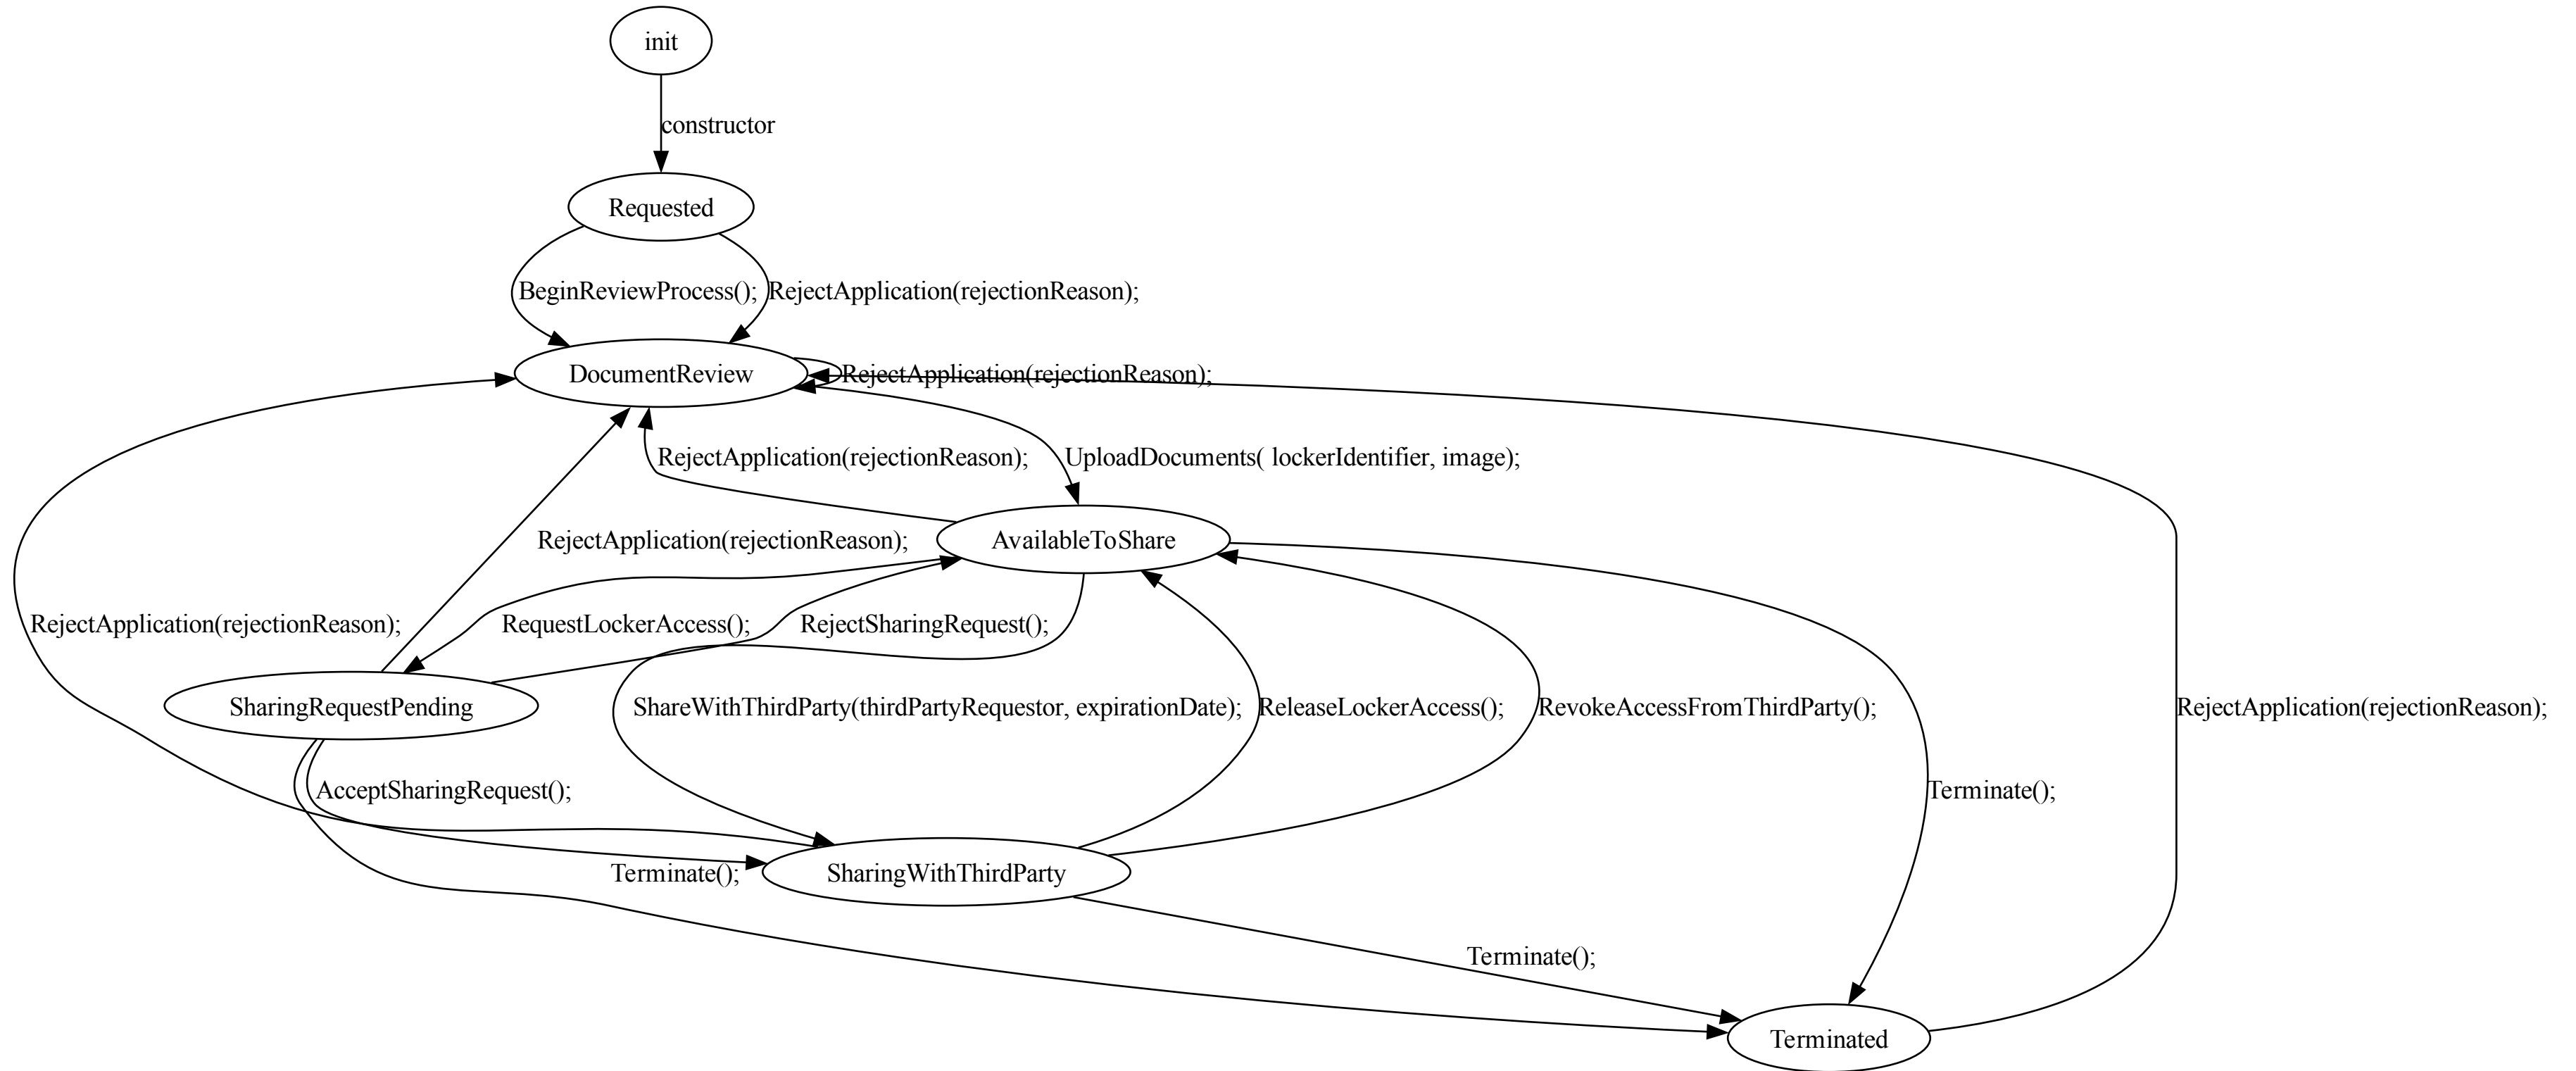 init
constructor
Requested
BeginReviewProcess();
RejectApplication(rejectionReason);
DocumentReview
RejectApplication(rejectionReason);
RejectApplication(rejectionReason);
UploadDocuments( lockerIdentifier, image);
RejectApplication(rejectionReason);
AvailableToShare
RejectApplication(rejectionReason);
RequestLockerAccess();
RejectSharingRequest();
SharingRequestPending
ShareWithThirdParty(thirdPartyRequestor, expirationDate);
ReleaseLockerAccess();
RevokeAccessFromThirdParty();
RejectApplication(rejectionReason);
AcceptSharingRequest();
Terminate();
Terminate();
SharingWithThirdParty
Terminate();
Terminated